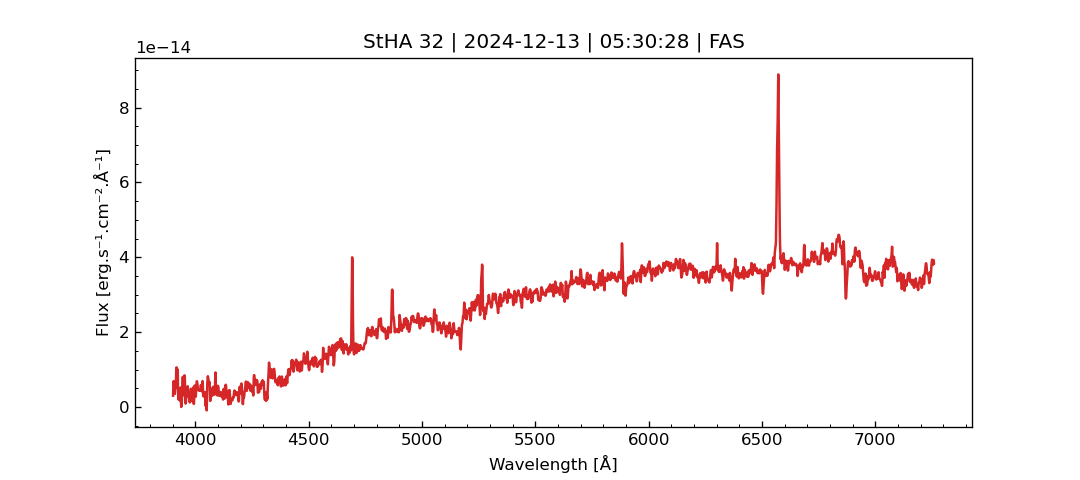 StHA 32 | 2024-12-13 | 05:30:28 | FAS
1e−14
8
6
4
2
0
Flux [erg.s⁻¹.cm⁻².Å⁻¹]
4000 4500 5000 5500 6000 6500 7000
Wavelength [Å]